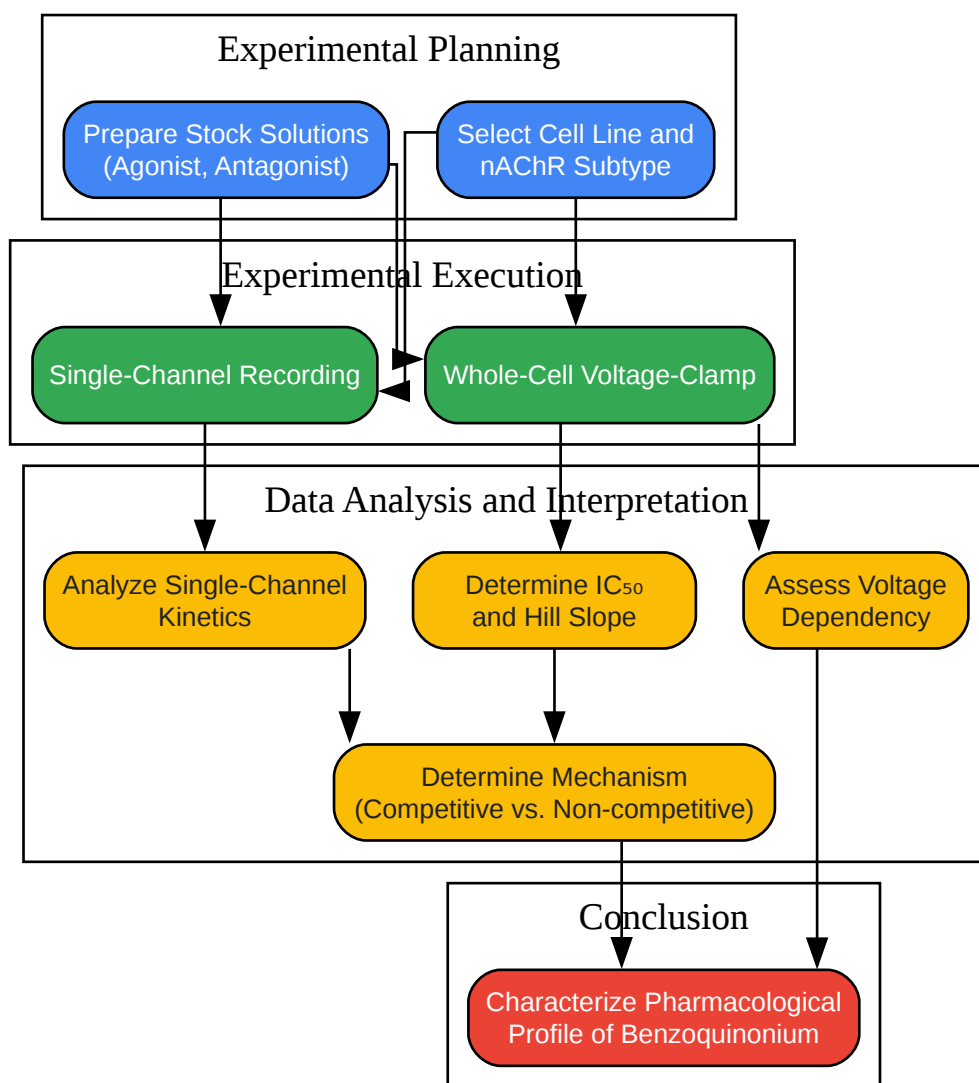 Experimental Planning
Prepare Stock Solutions
(Agonist, Antagonist)
Select Cell Line and
nAChR Subtype
Experimental Execution
Single-Channel Recording
Whole-Cell Voltage-Clamp
Data Analysis and Interpretation
Analyze Single-Channel
Kinetics
Determine IC₅₀
and Hill Slope
Assess Voltage
Dependency
Determine Mechanism
(Competitive vs. Non-competitive)
Conclusion
Characterize Pharmacological
Profile of Benzoquinonium